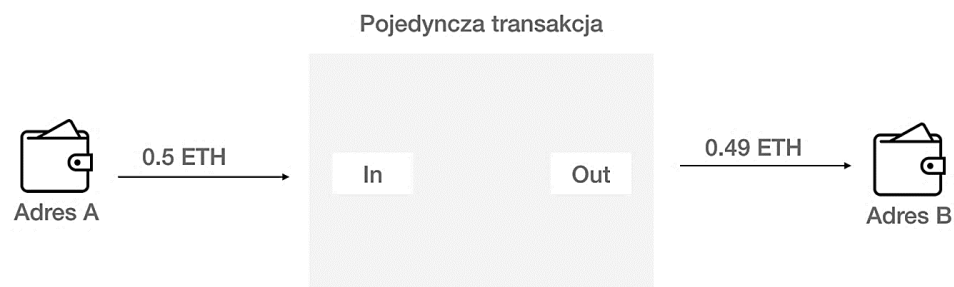 Pojedyncza transakcja
0.5 ETH
Adres A
In
Out
0.49 ETH
Adres B